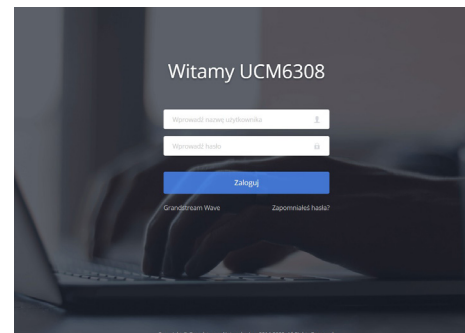 Witamy UCM6308
Wprowadź nazwę użytkownika
Wprowadź hasło
Zaloguj
Grandstream Wave Zapomniałeś hasła?